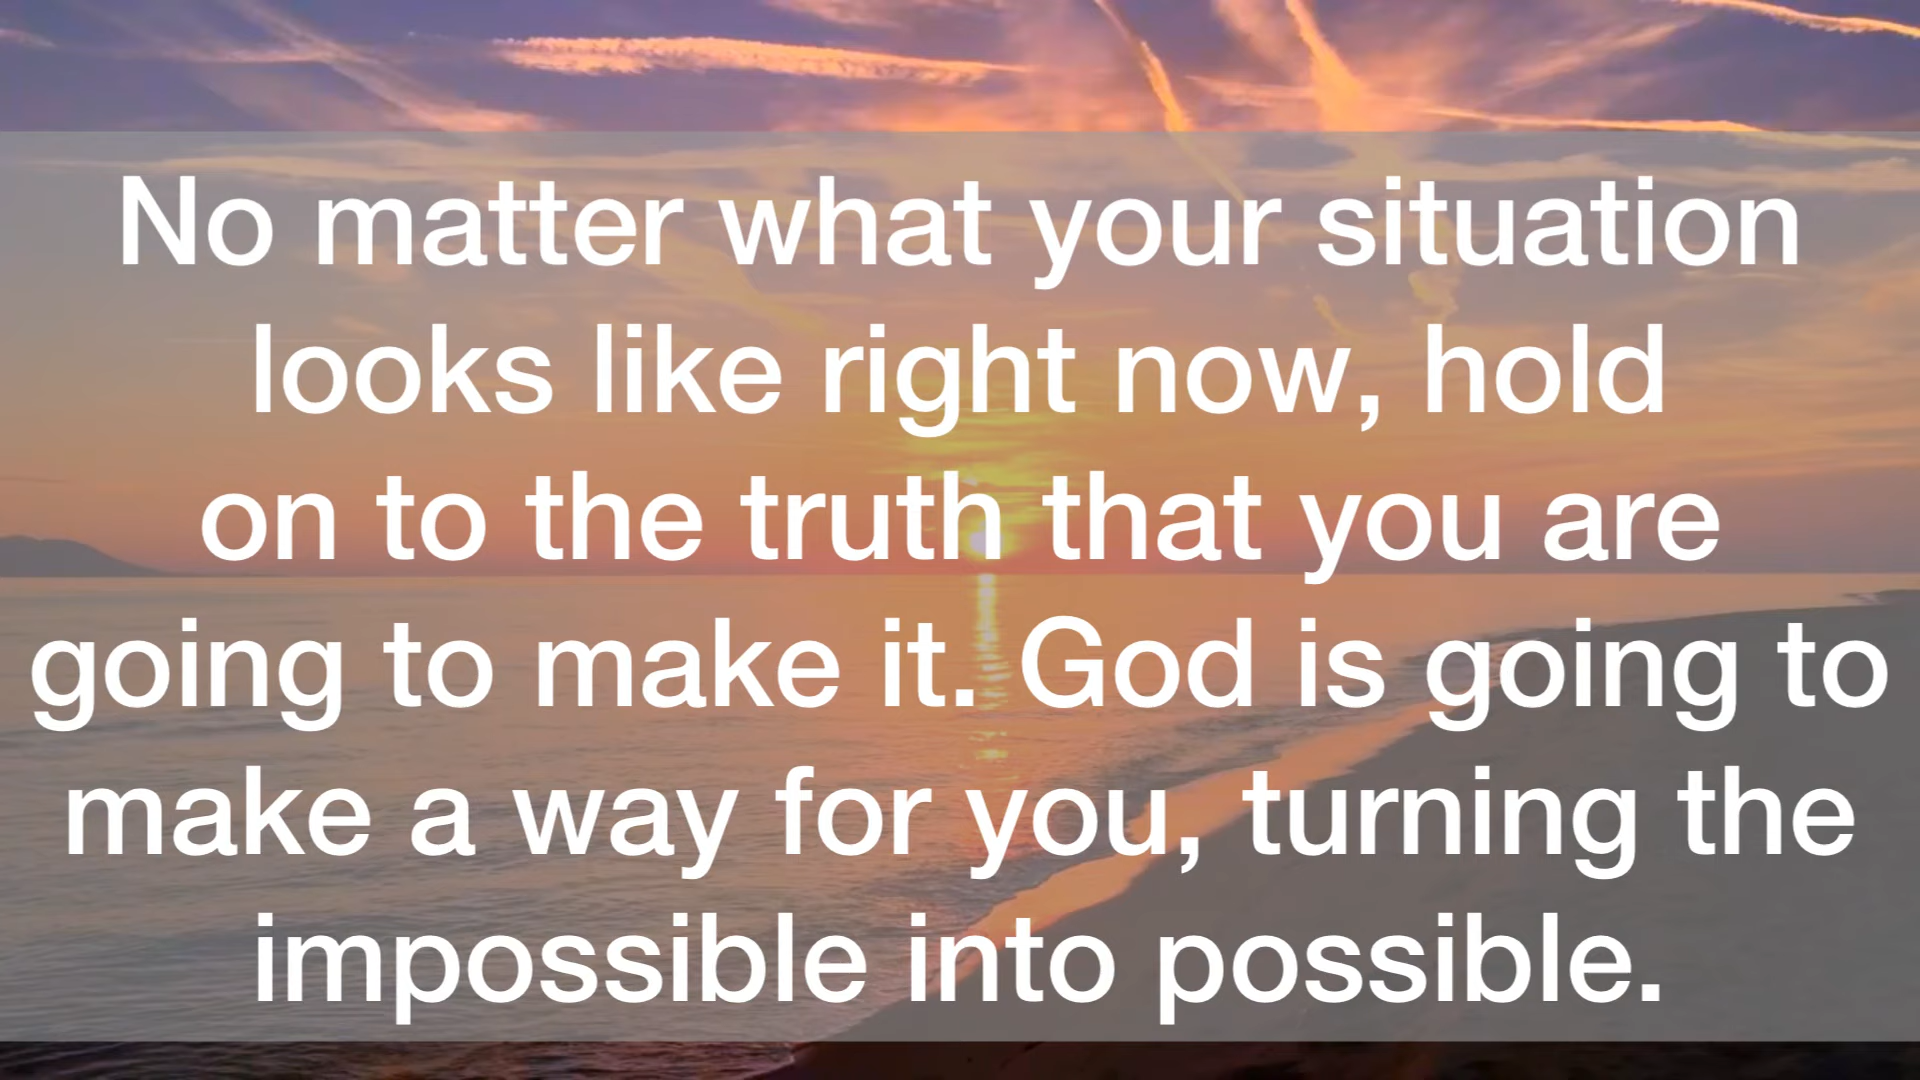 No matter what your situation
looks like right now, hold
on to the truth that you are
going to make it. God is going to
make a way for you, turning the
impossible into possible.